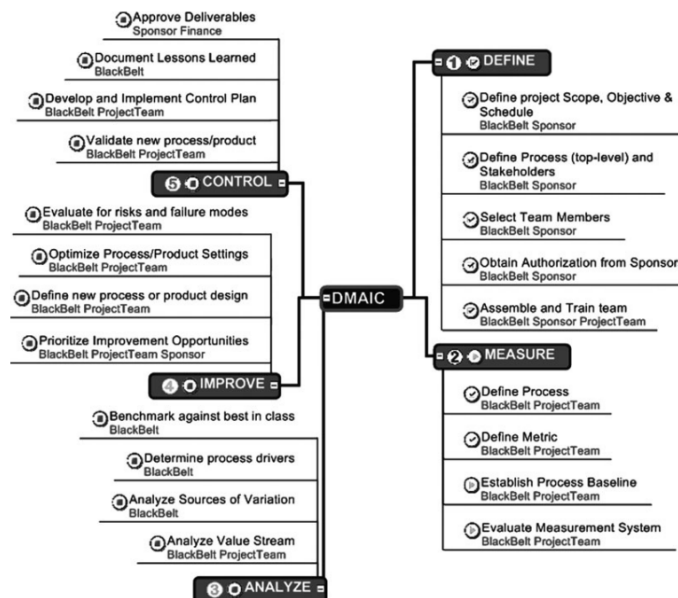 Approve Deliverables
Sponsor Finance
Document Lessons Learned
BlackBelt
Develop and Implement Control Plan
BlackBelt ProjectTeam
Validate new process/product
BlackBelt ProjectTeam
5 CONTROL
Evaluate for risks and failure modes
BlackBelt ProjectTeam
Optimize Process/Product Settings
BlackBelt ProjectTeam
Define new process or product design
BlackBelt ProjectTeam
Prioritize Improvement Opportunities
BlackBelt ProjectTeam Sponsor
4 IMPROVE
Benchmark against best in class
BlackBelt
Determine process drivers
BlackBelt
Analyze Sources of Variation
BlackBelt
Analyze Value Stream
BlackBelt ProjectTeam
3 ANALYZE
DMAIC
1 DEFINE
Define project Scope, Objective &
Schedule
BlackBelt Sponsor
Define Process (top-level) and
Stakeholders
BlackBelt Sponsor
Select Team Members
BlackBelt Sponsor
Obtain Authorization from Sponsor
BlackBelt Sponsor
Assemble and Train team
BlackBelt Sponsor ProjectTeam
2 MEASURE
Define Process
BlackBelt ProjectTeam
Define Metric
BlackBelt ProjectTeam
Establish Process Baseline
BlackBelt ProjectTeam
Evaluate Measurement System
BlackBelt ProjectTeam